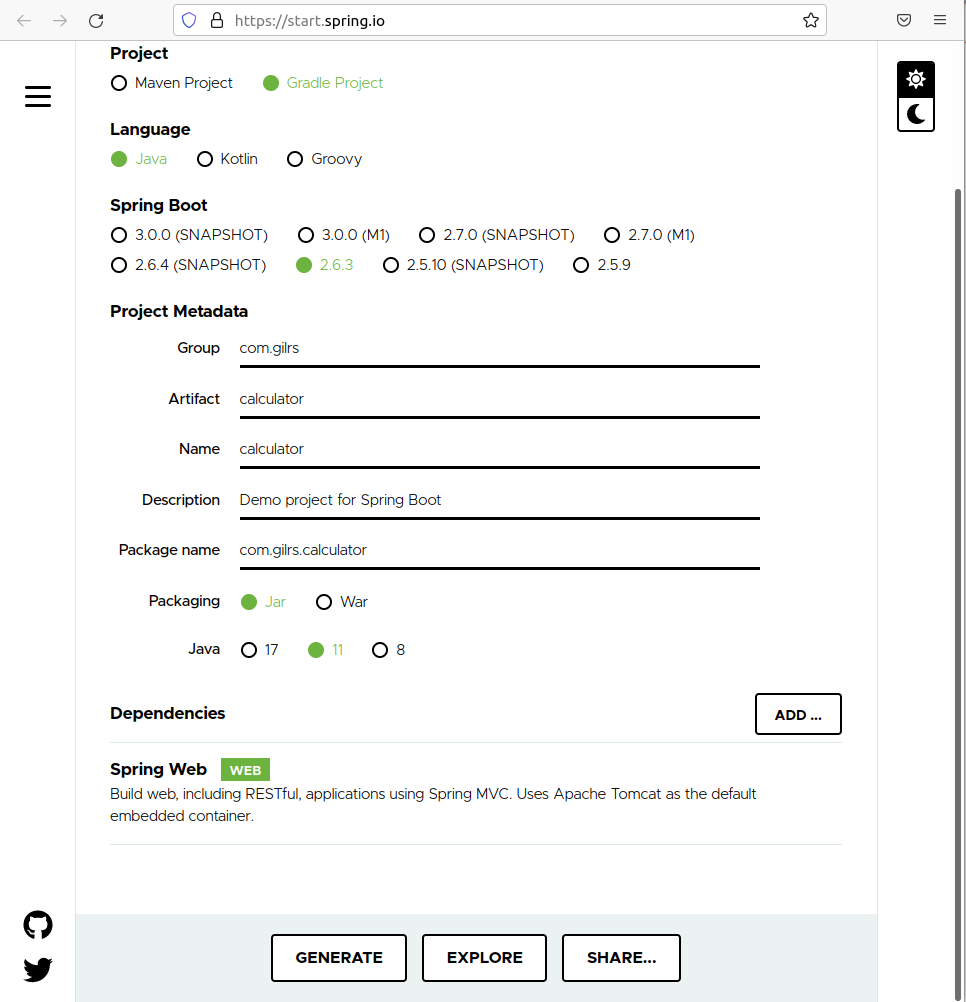 https://start.spring.io
Project
Maven Project Gradle Project
Language
Java Kotlin Groovy
Spring Boot
3.0.0 (SNAPSHOT) 3.0.0 (M1) 2.7.0 (SNAPSHOT) 2.7.0 (M1)
2.6.4 (SNAPSHOT) 2.6.3 2.5.10 (SNAPSHOT) 2.5.9
Project Metadata
Group com.gilrs
Artifact calculator
Name calculator
Description Demo project for Spring Boot
Package name com.gilrs.calculator
Packaging Jar War
Java 17 11 8
Dependencies ADD ...
Spring Web WEB
Build web, including RESTful, applications using Spring MVC. Uses Apache Tomcat as the default
embedded container.
GENERATE EXPLORE SHARE...